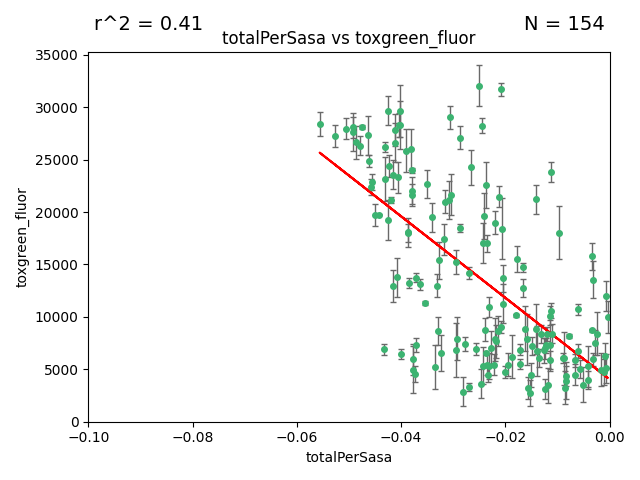 r^2 = 0.41
N = 154
totalPerSasa vs toxgreen_fluor
35000
30000
25000
20000
15000
10000
5000
0
toxgreen_fluor
−0.10
−0.08
−0.06
−0.04
−0.02
0.00
totalPerSasa